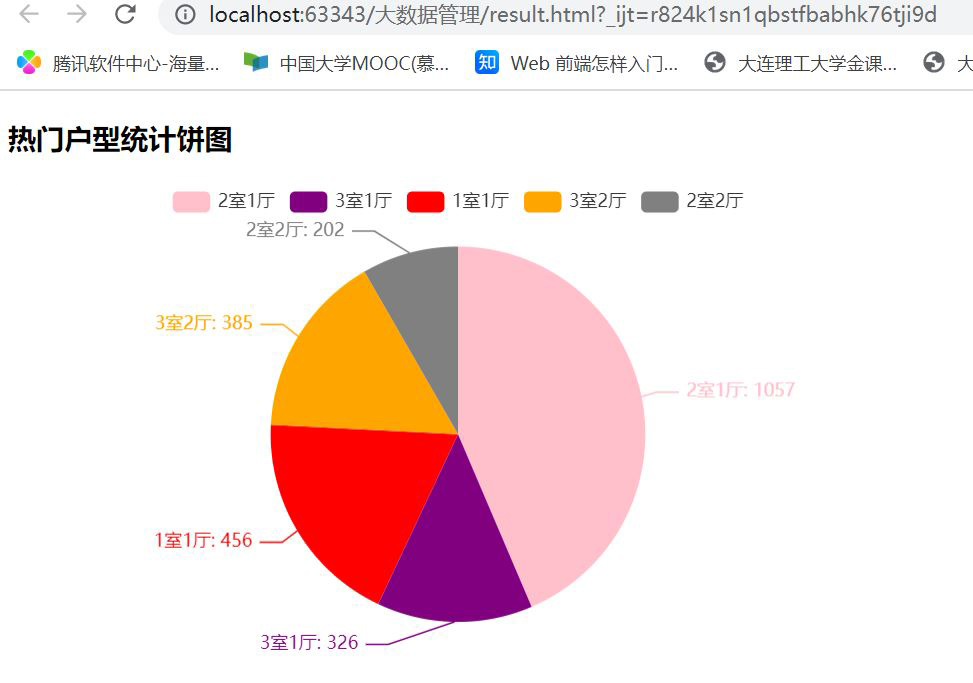 localhost:63343/大数据管理/result.html?_ijt=r824k1sn1qbstfbabhk76tji9d
腾讯软件中心-海量... 中国大学MOOC(慕... 知 Web 前端怎样入门... 大连理工大学金课... 大
热门户型统计饼图
2室1厅 3室1厅 1室1厅 3室2厅 2室2厅
2室2厅: 202
3室2厅: 385
2室1厅: 1057
1室1厅: 456
3室1厅: 326